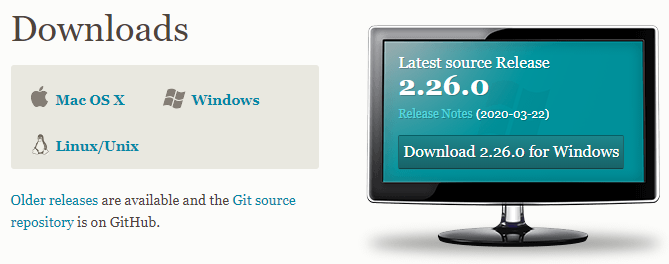 Downloads
Mac OS X
Windows
Linux/Unix
Older releases are available and the Git source
repository is on GitHub.
Latest source Release
2.26.0
Release Notes (2020-03-22)
Download 2.26.0 for Windows